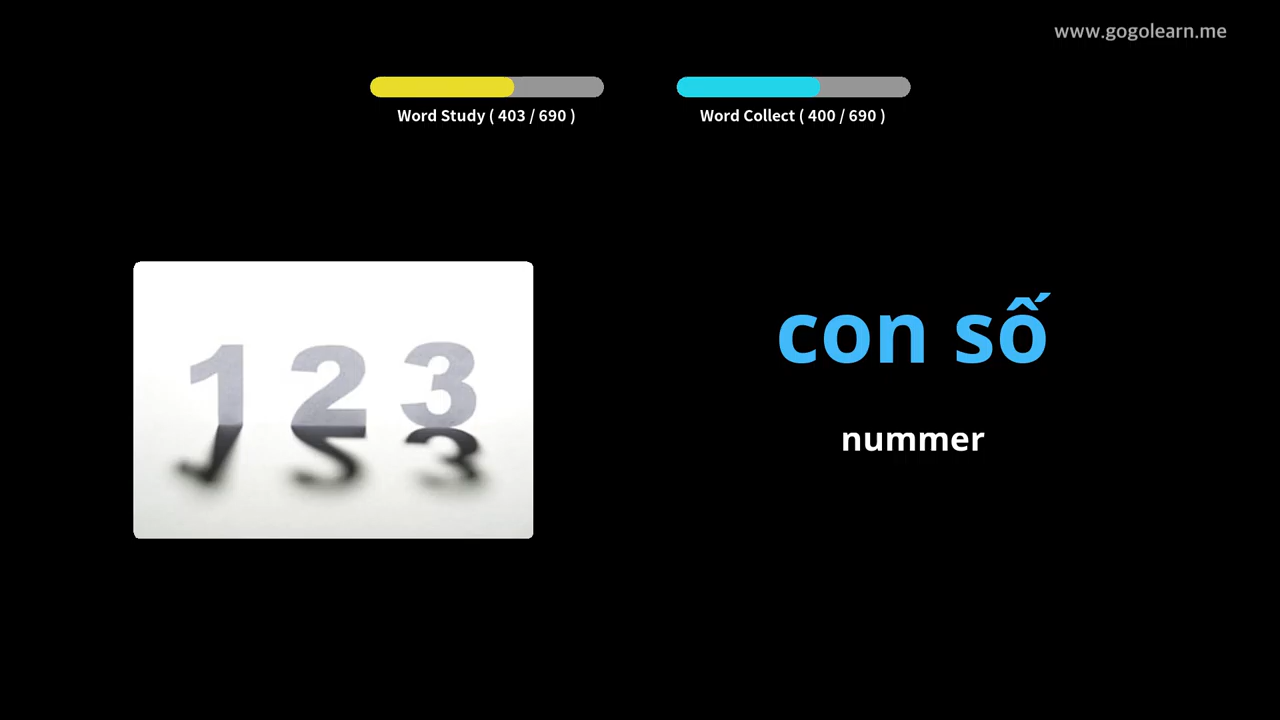 www.gogolearn.me
Word Study ( 403 / 690 )
Word Collect ( 400 / 690 )
1 2 3
con số
nummer